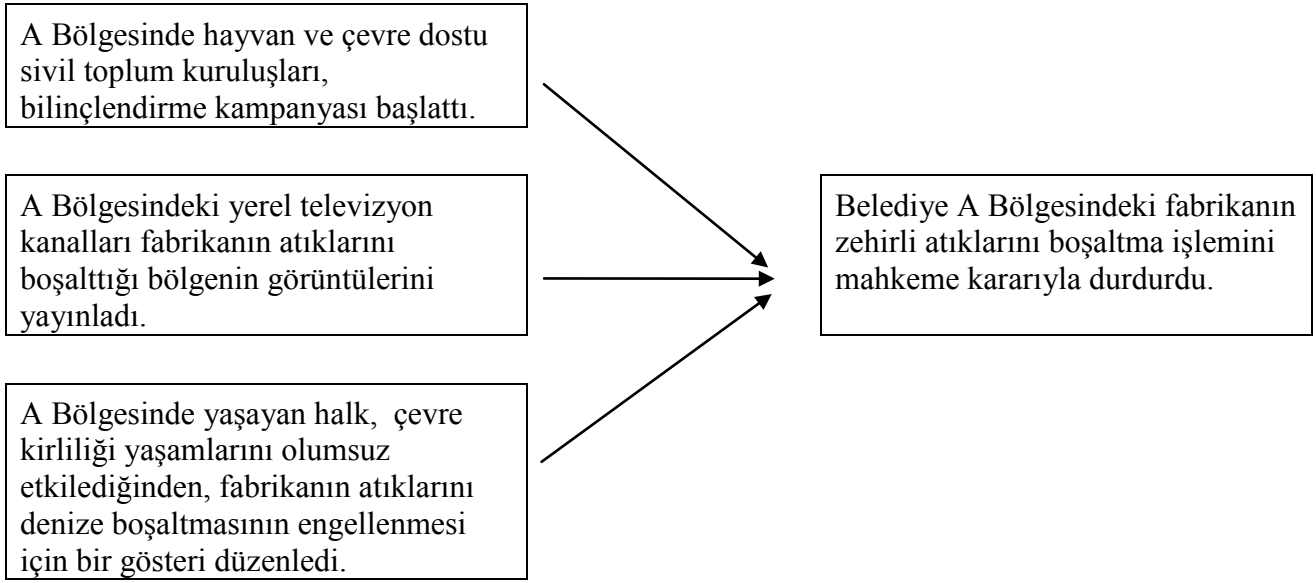 A Bölgesinde hayvan ve çevre dostu
sivil toplum kuruluşları,
bilinçlendirme kampanyası başlattı.
A Bölgesindeki yerel televizyon
kanalları fabrikanın atıklarını
boşalttığı bölgenin görüntülerini
yayınladı.
A Bölgesinde yaşayan halk, çevre
kirliliği yaşamlarını olumsuz
etkilediğinden, fabrikanın atıklarını
denize boşaltmasının engellenmesi
için bir gösteri düzenledi.
Belediye A Bölgesindeki fabrikanın
zehirli atıklarını boşaltma işlemini
mahkeme kararıyla durdurdu.